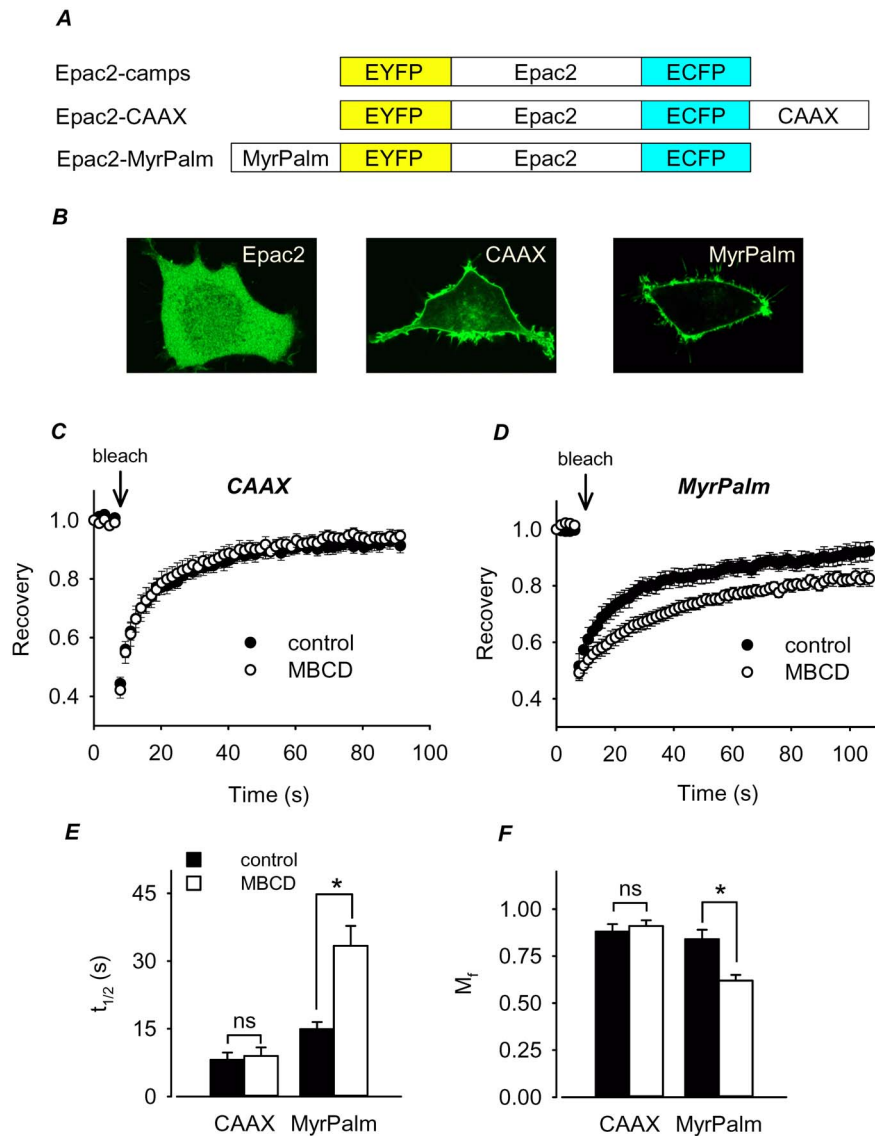 A
Epac2-camps EYFP Epac2 ECFP
Epac2-CAAX EYFP Epac2 ECFP CAAX
Epac2-MyrPalm MyrPalm EYFP Epac2 ECFP
B
Epac2 CAAX MyrPalm
C
bleach
CAAX
1.0
0.8
0.6
0.4
Recovery
control
MBCD
0 20 40 60 80 100
Time (s)
D
bleach
MyrPalm
1.0
0.8
0.6
0.4
Recovery
control
MBCD
0 20 40 60 80 100
Time (s)
E
control
MBCD
45
30
15
0
t1/2 (s)
ns
*
CAAX MyrPalm
F
1.00
0.75
0.50
0.25
0.00
Mf
ns
*
CAAX MyrPalm